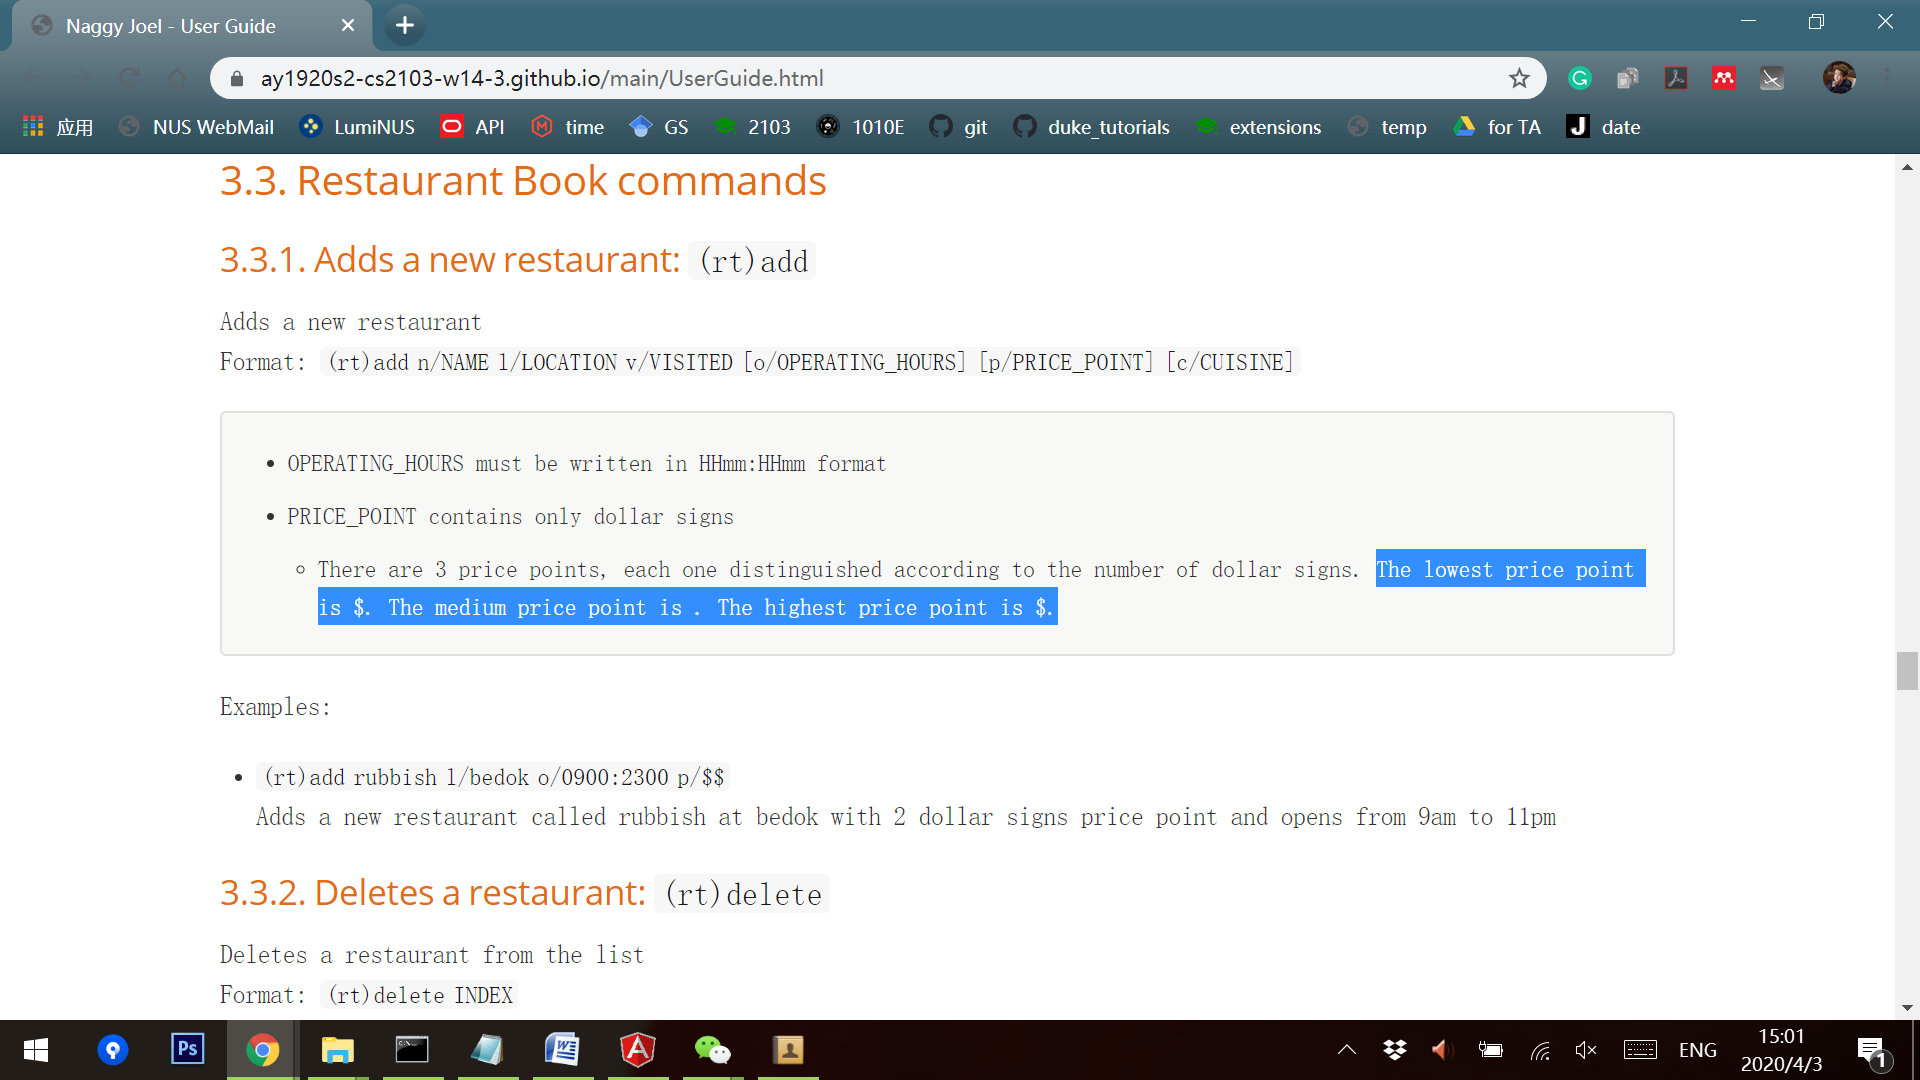 Naggy Joel - User Guide
ay1920s2-cs2103-w14-3.github.io/main/UserGuide.html
应用 NUS WebMail LumiNUS API time GS 2103 1010E git duke_tutorials extensions temp for TA date
3.3. Restaurant Book commands
3.3.1. Adds a new restaurant: (rt)add
Adds a new restaurant
Format: (rt)add n/NAME l/LOCATION v/VISITED [o/OPERATING_HOURS] [p/PRICE_POINT] [c/CUISINE]
OPERATING_HOURS must be written in HHmm:HHmm format
PRICE_POINT contains only dollar signs
There are 3 price points, each one distinguished according to the number of dollar signs. The lowest price point
is $. The medium price point is . The highest price point is $.
Examples:
(rt)add rubbish l/bedok o/0900:2300 p/$$
Adds a new restaurant called rubbish at bedok with 2 dollar signs price point and opens from 9am to 11pm
3.3.2. Deletes a restaurant: (rt)delete
Deletes a restaurant from the list
Format: (rt)delete INDEX
Ps
ENG
15:01
2020/4/3
1